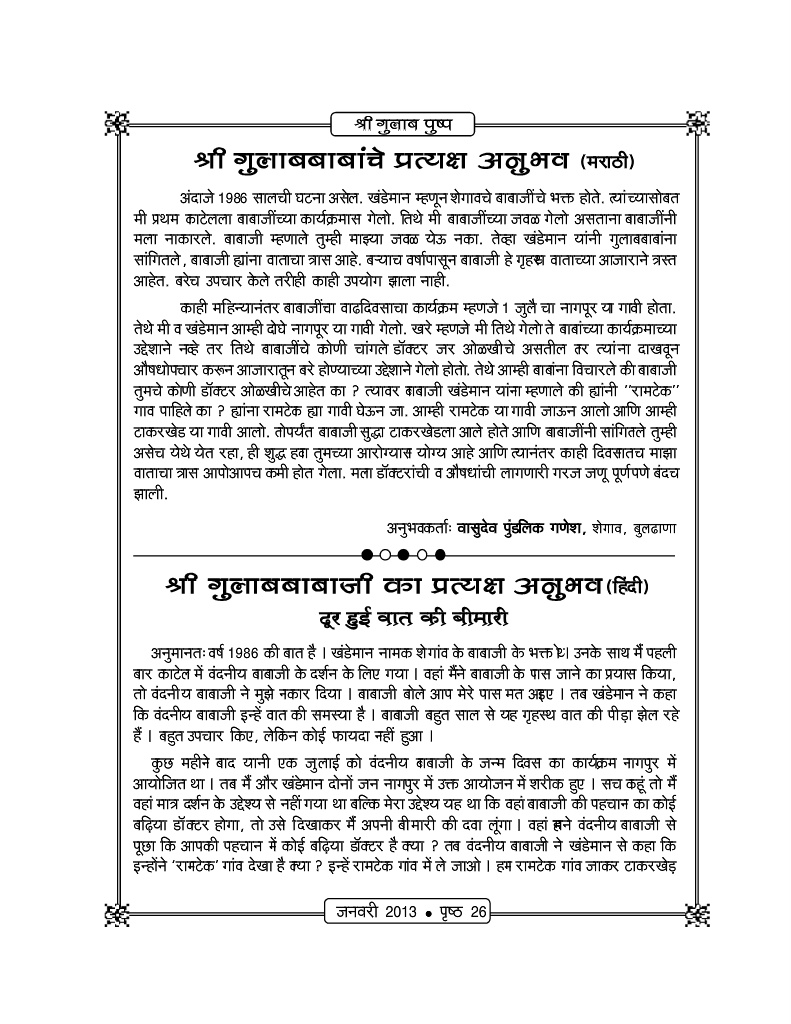 श्री गुलाब पुष्प
श्री गुलाबबाबांचे प्रत्यक्ष अनुभव (मराठी)
अंदाजे 1986 सालची घटना असेल. खंडेमान म्हणून शेगावचे बाबाजींचे भक्त होते. त्यांच्यासोबत
मी प्रथम काटेलला बाबाजींच्या कार्यक्रमास गेलो. तिथे मी बाबाजींच्या जवळ गेलो असताना बाबाजींनी
मला नाकारले. बाबाजी म्हणाले तुम्ही माझ्या जवळ येऊ नका. तेव्हा खंडेमान यांनी गुलाबबाबांना
सांगितले, बाबाजी ह्यांना वाताचा त्रास आहे. बऱ्याच वर्षापासून बाबाजी हे गृहस्थ वाताच्या आजाराने त्रस्त
आहेत. बरेच उपचार केले तरीही काही उपयोग झाला नाही.
काही महिन्यानंतर बाबाजींचा वाढदिवसाचा कार्यक्रम म्हणजे 1 जुलै चा नागपूर या गावी होता.
तेथे मी व खंडेमान आम्ही दोघे नागपूर या गावी गेलो. खरे म्हणजे मी तिथे गेलो ते बाबांच्या कार्यक्रमाच्या
उद्देशाने नव्हे तर तिथे बाबाजींचे कोणी चांगले डॉक्टर जर ओळखीचे असतील तर त्यांना दाखवून
औषधोपचार करून आजारातून बरे होण्याच्या उद्देशाने गेलो होतो. तेथे आम्ही बाबांना विचारले की बाबाजी
तुमचे कोणी डॉक्टर ओळखीचे आहेत का ? त्यावर बाबाजी खंडेमान यांना म्हणाले की ह्यांनी "रामटेक"
गाव पाहिले का ? ह्यांना रामटेक ह्या गावी घेऊन जा. आम्ही रामटेक या गावी जाऊन आलो आणि आम्ही
टाकरखेड या गावी आलो. तोपर्यंत बाबाजी सुद्धा टाकरखेडला आले होते आणि बाबाजींनी सांगितले तुम्ही
असेच येथे येत रहा, ही शुद्ध हवा तुमच्या आरोग्यास योग्य आहे आणि त्यानंतर काही दिवसातच माझा
वाताचा त्रास आपोआपच कमी होत गेला. मला डॉक्टरांची व औषधांची लागणारी गरज जणू पूर्णपणे बंदच
झाली.
अनुभवकर्ताः वासुदेव पुंडलिक गणेश, शेगाव, बुलढाणा
श्री गुलाबबाबाजी का प्रत्यक्ष अनुभव (हिंदी)
दूर हुई वात की बीमारी
अनुमानतः वर्ष 1986 की बात है । खंडेमान नामक शेगांव के बाबाजी के भक्त थे। उनके साथ मैं पहली
बार काटेल में वंदनीय बाबाजी के दर्शन के लिए गया । वहां मैंने बाबाजी के पास जाने का प्रयास किया,
तो वंदनीय बाबाजी ने मुझे नकार दिया । बाबाजी बोले आप मेरे पास मत आइए । तब खंडेमान ने कहा
कि वंदनीय बाबाजी इन्हें वात की समस्या है । बाबाजी बहुत साल से यह गृहस्थ वात की पीड़ा झेल रहे
हैं । बहुत उपचार किए, लेकिन कोई फायदा नहीं हुआ ।
कुछ महीने बाद यानी एक जुलाई को वंदनीय बाबाजी के जन्म दिवस का कार्यक्रम नागपुर में
आयोजित था । तब मैं और खंडेमान दोनों जन नागपुर में उक्त आयोजन में शरीक हुए । सच कहूं तो मैं
वहां मात्र दर्शन के उद्देश्य से नहीं गया था बल्कि मेरा उद्देश्य यह था कि वहां बाबाजी की पहचान का कोई
बढ़िया डॉक्टर होगा, तो उसे दिखाकर मैं अपनी बीमारी की दवा लूंगा । वहां हमने वंदनीय बाबाजी से
पूछा कि आपकी पहचान में कोई बढ़िया डॉक्टर है क्या ? तब वंदनीय बाबाजी ने खंडेमान से कहा कि
इन्होंने 'रामटेक' गांव देखा है क्या ? इन्हें रामटेक गांव में ले जाओ । हम रामटेक गांव जाकर टाकरखेड़
जनवरी 2013 ● पृष्ठ 26